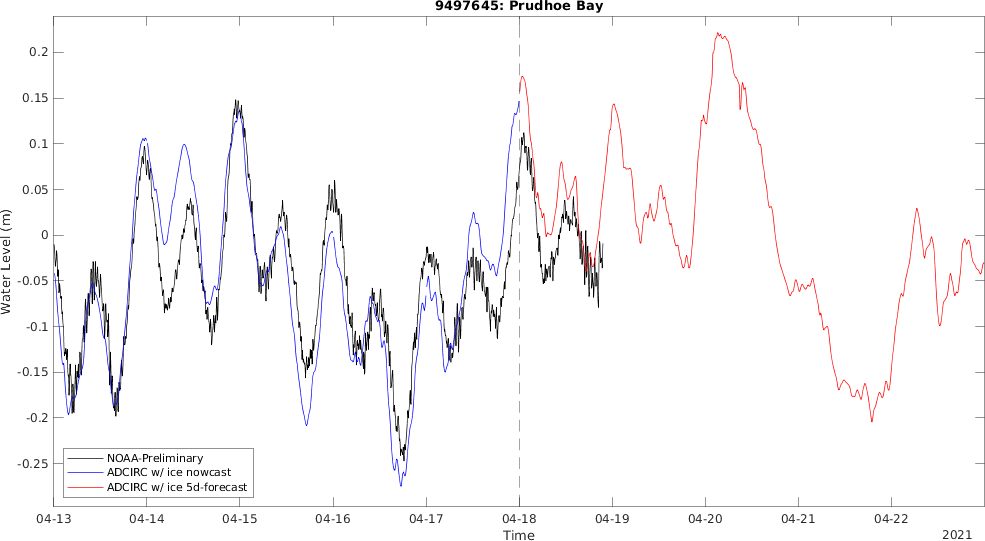 9497645: Prudhoe Bay
Water Level (m)
0.2
0.15
0.1
0.05
0
-0.05
-0.1
-0.15
-0.2
-0.25
NOAA-Preliminary
ADCIRC w/ ice nowcast
ADCIRC w/ ice 5d-forecast
04-13 04-14 04-15 04-16 04-17 04-18 04-19 04-20 04-21 04-22
Time
2021